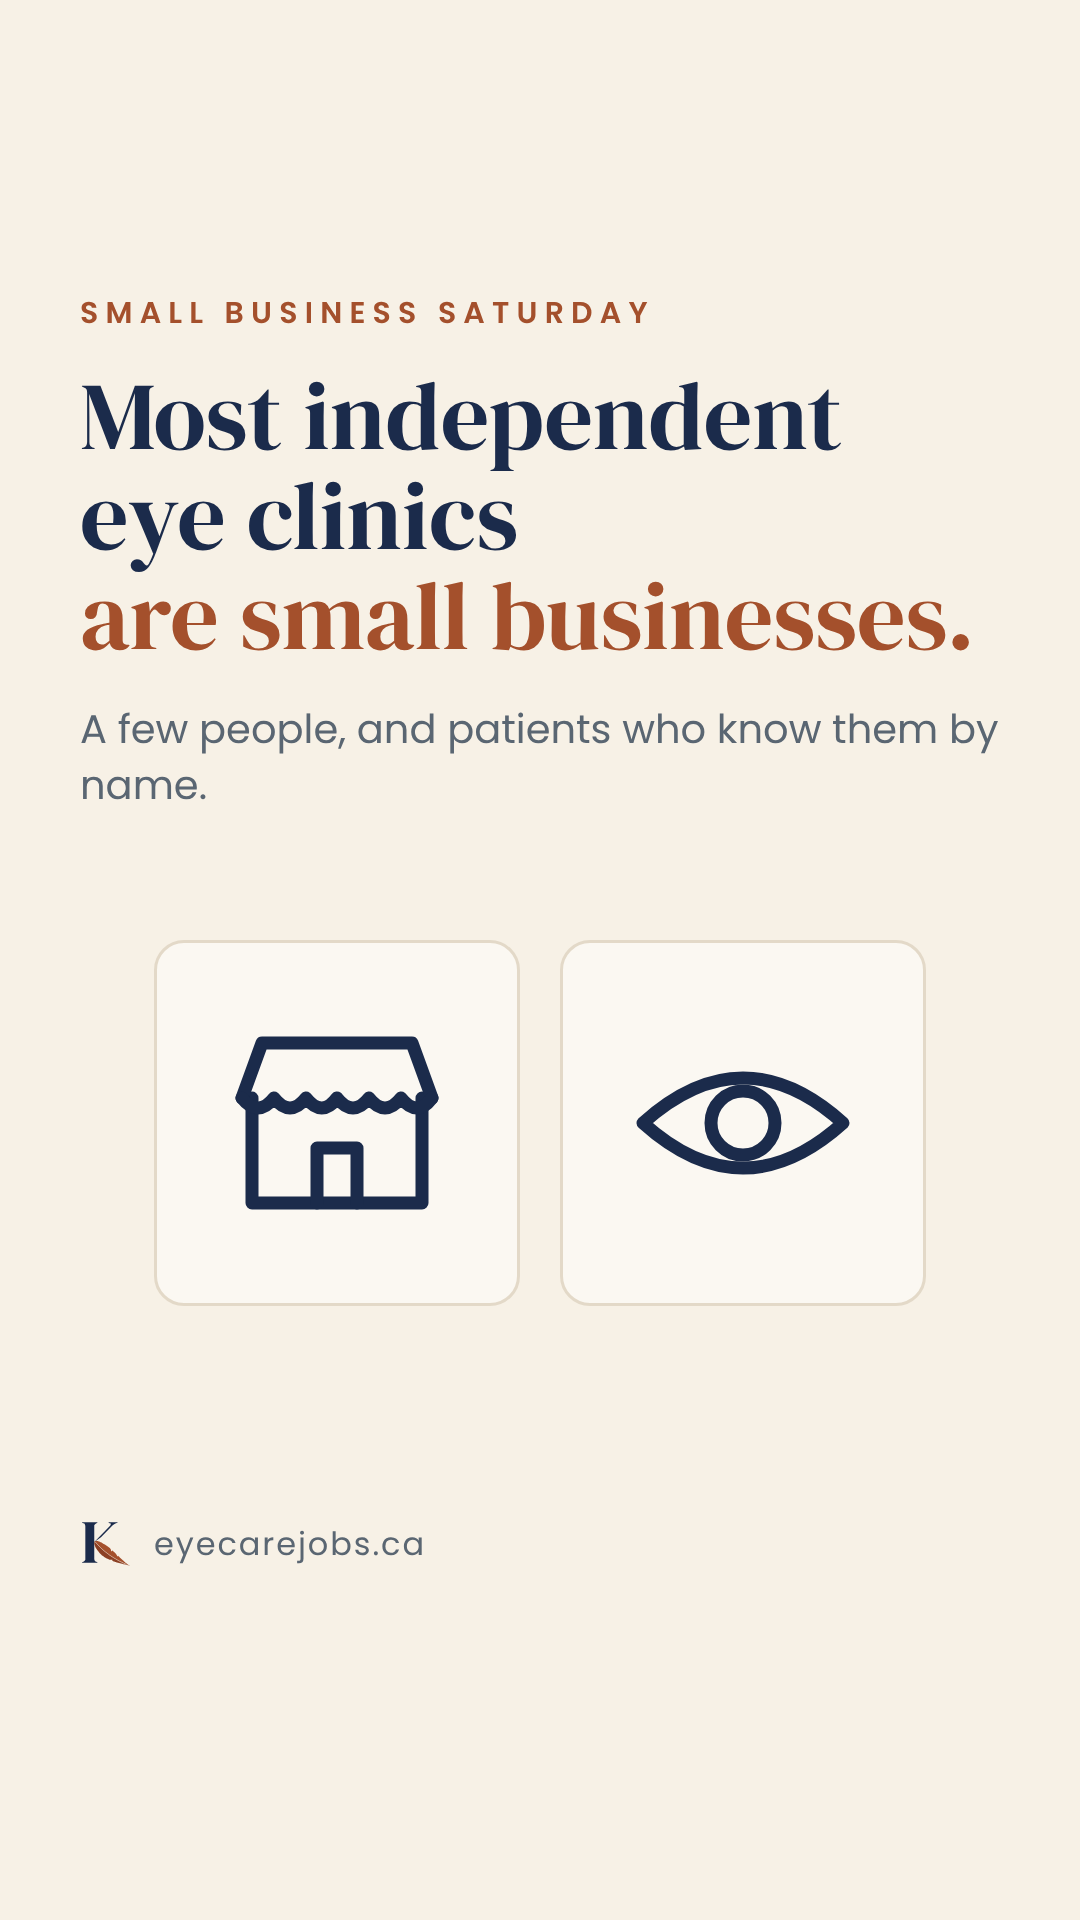 SMALL BUSINESS SATURDAY
Most independent
eye clinics
are small businesses.
A few people, and patients who know them by
name.
K eyecarejobs.ca